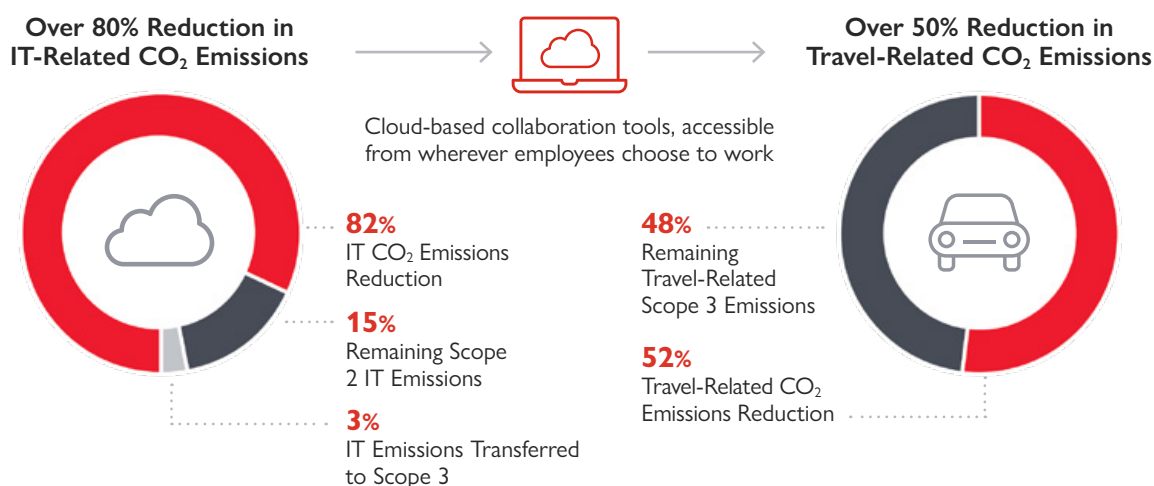 Over 80% Reduction in
IT-Related CO₂ Emissions
Cloud-based collaboration tools, accessible
from wherever employees choose to work
Over 50% Reduction in
Travel-Related CO₂ Emissions
82%
IT CO₂ Emissions
Reduction
15%
Remaining Scope
2 IT Emissions
3%
IT Emissions Transferred
to Scope 3
48%
Remaining
Travel-Related
Scope 3 Emissions
52%
Travel-Related CO₂
Emissions Reduction